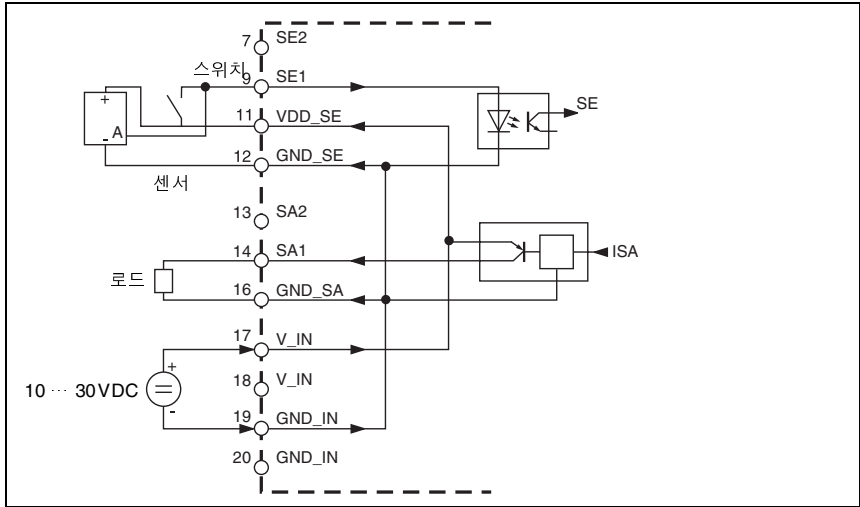 7 SE2
스위치
9 SE1
SE
+
11 VDD_SE
A
-
12 GND_SE
센서
13 SA2
14 SA1
ISA
로드
16 GND_SA
17 V_IN
+
10 ··· 30VDC
18 V_IN
-
19 GND_IN
20 GND_IN